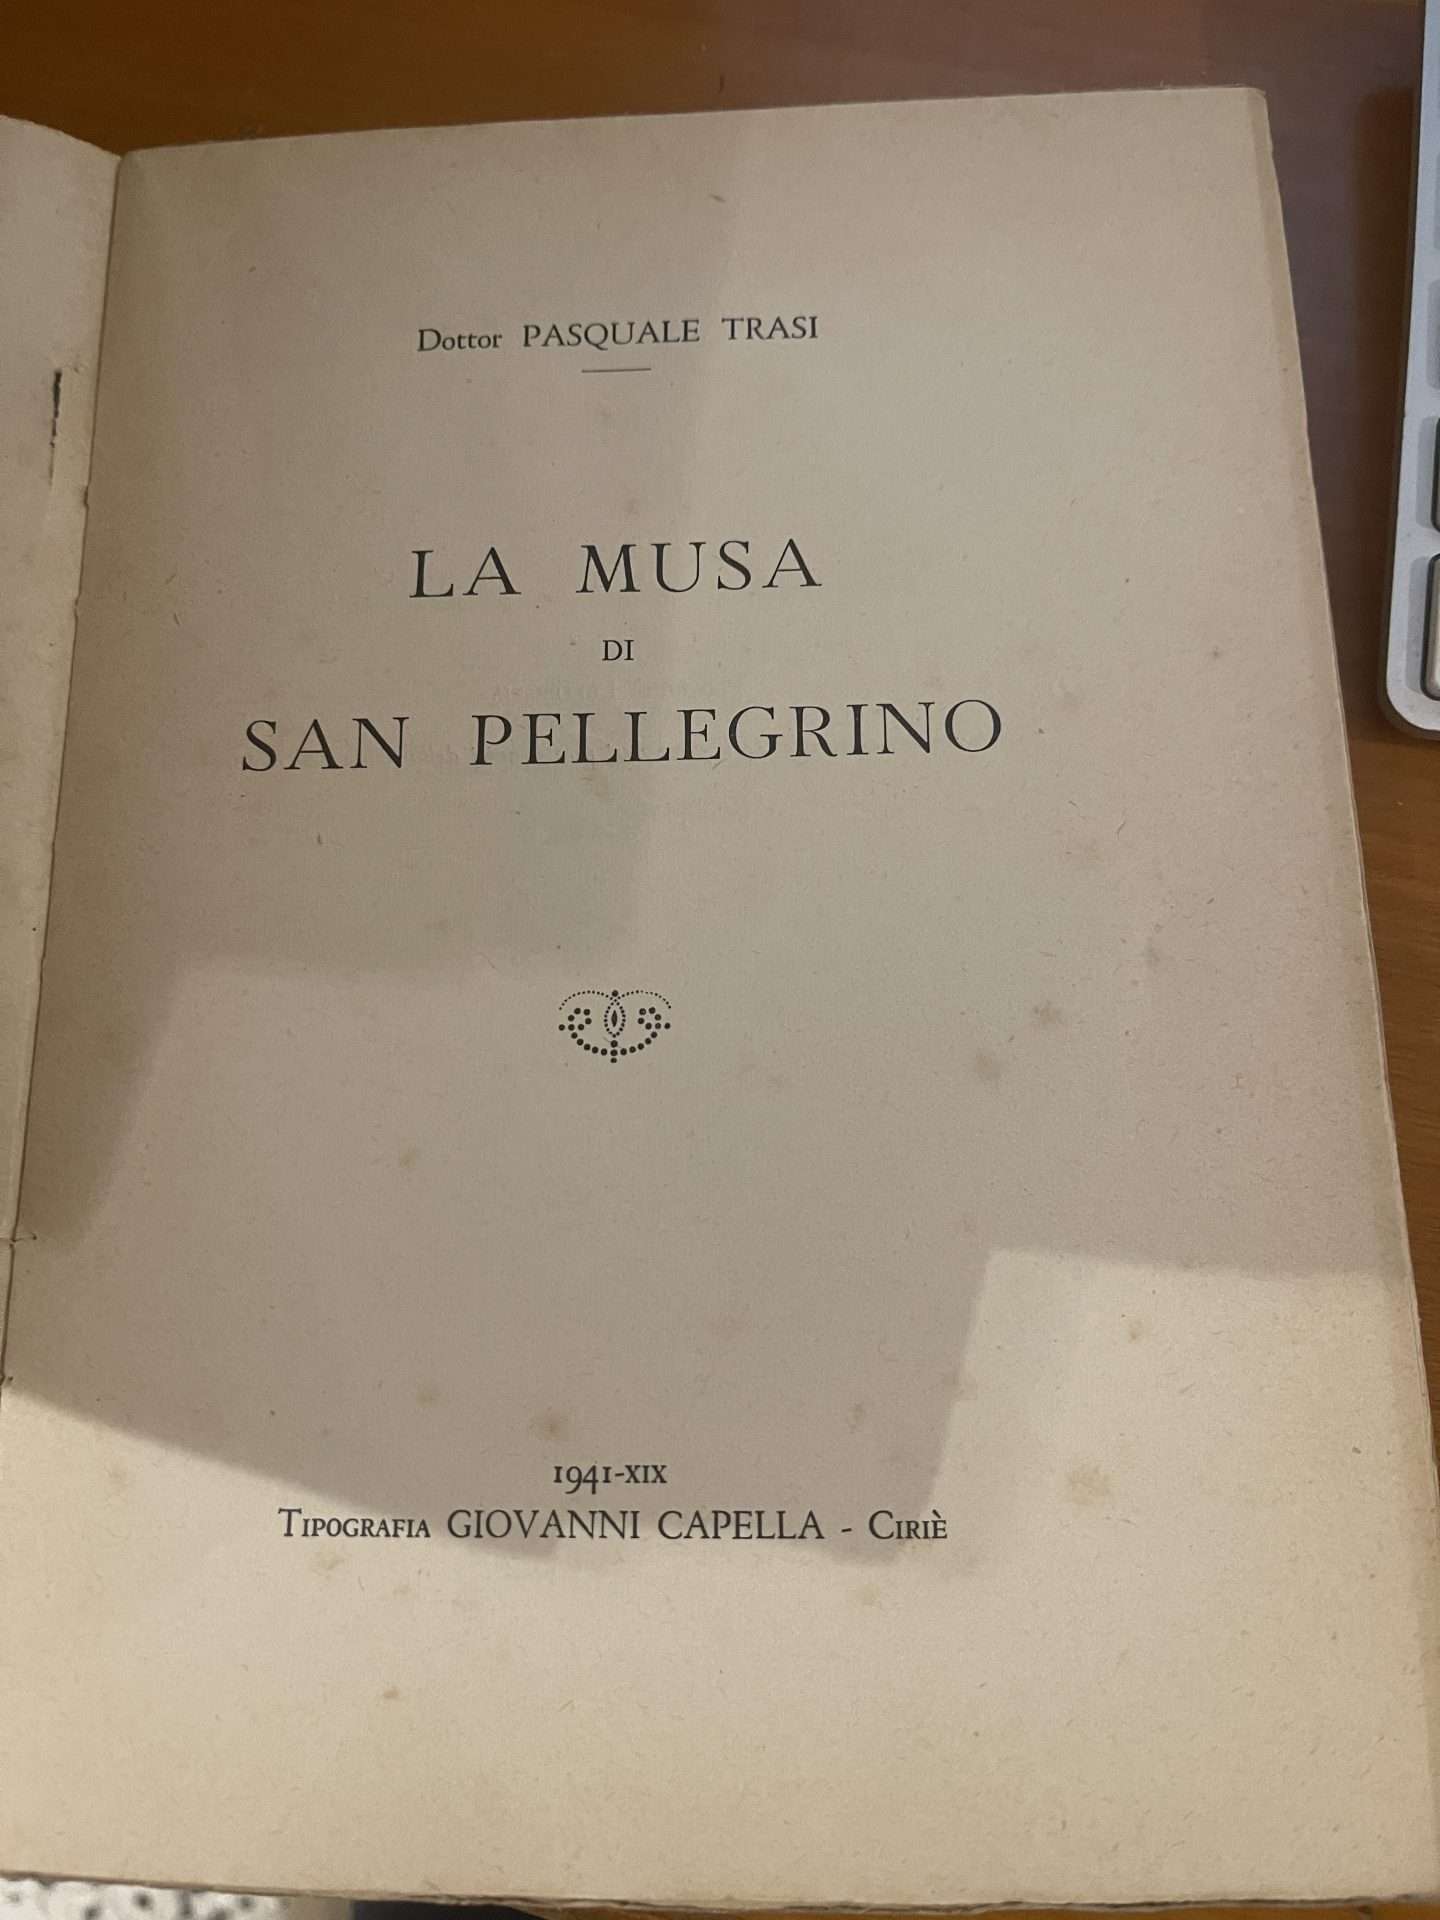 Dottor PASQUALE TRASI
LA MUSA
DI
SAN PELLEGRINO
1941-XIX
TIPOGRAFIA GIOVANNI CAPELLA - CIRIÈ